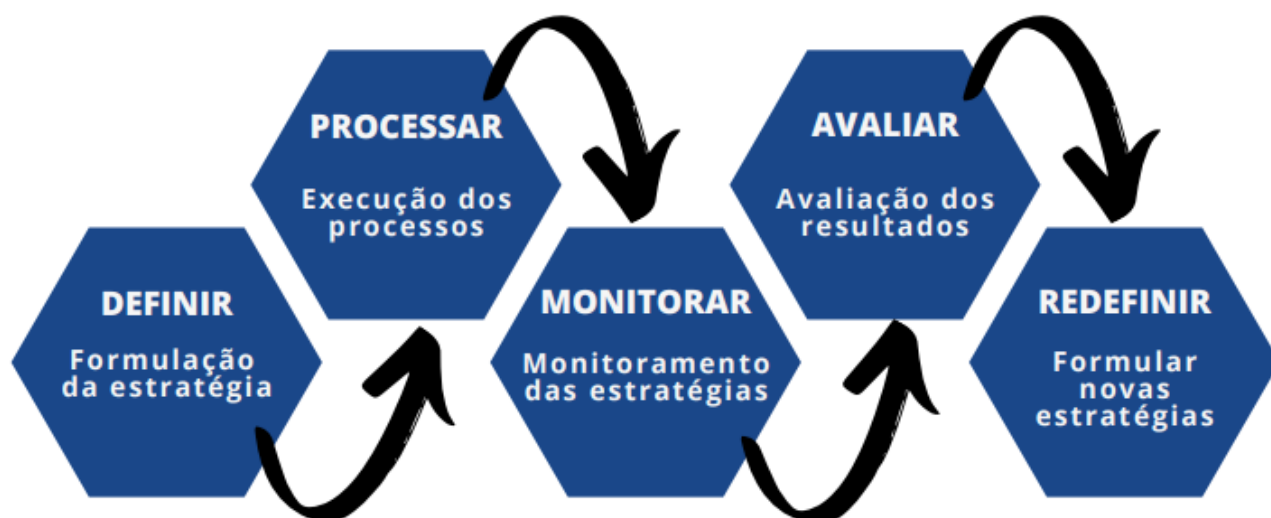 DEFINIR
Formulação
da estratégia
PROCESSAR
Execução dos
processos
MONITORAR
Monitoramento
das estratégias
AVALIAR
Avaliação dos
resultados
REDEFINIR
Formular
novas
estratégias